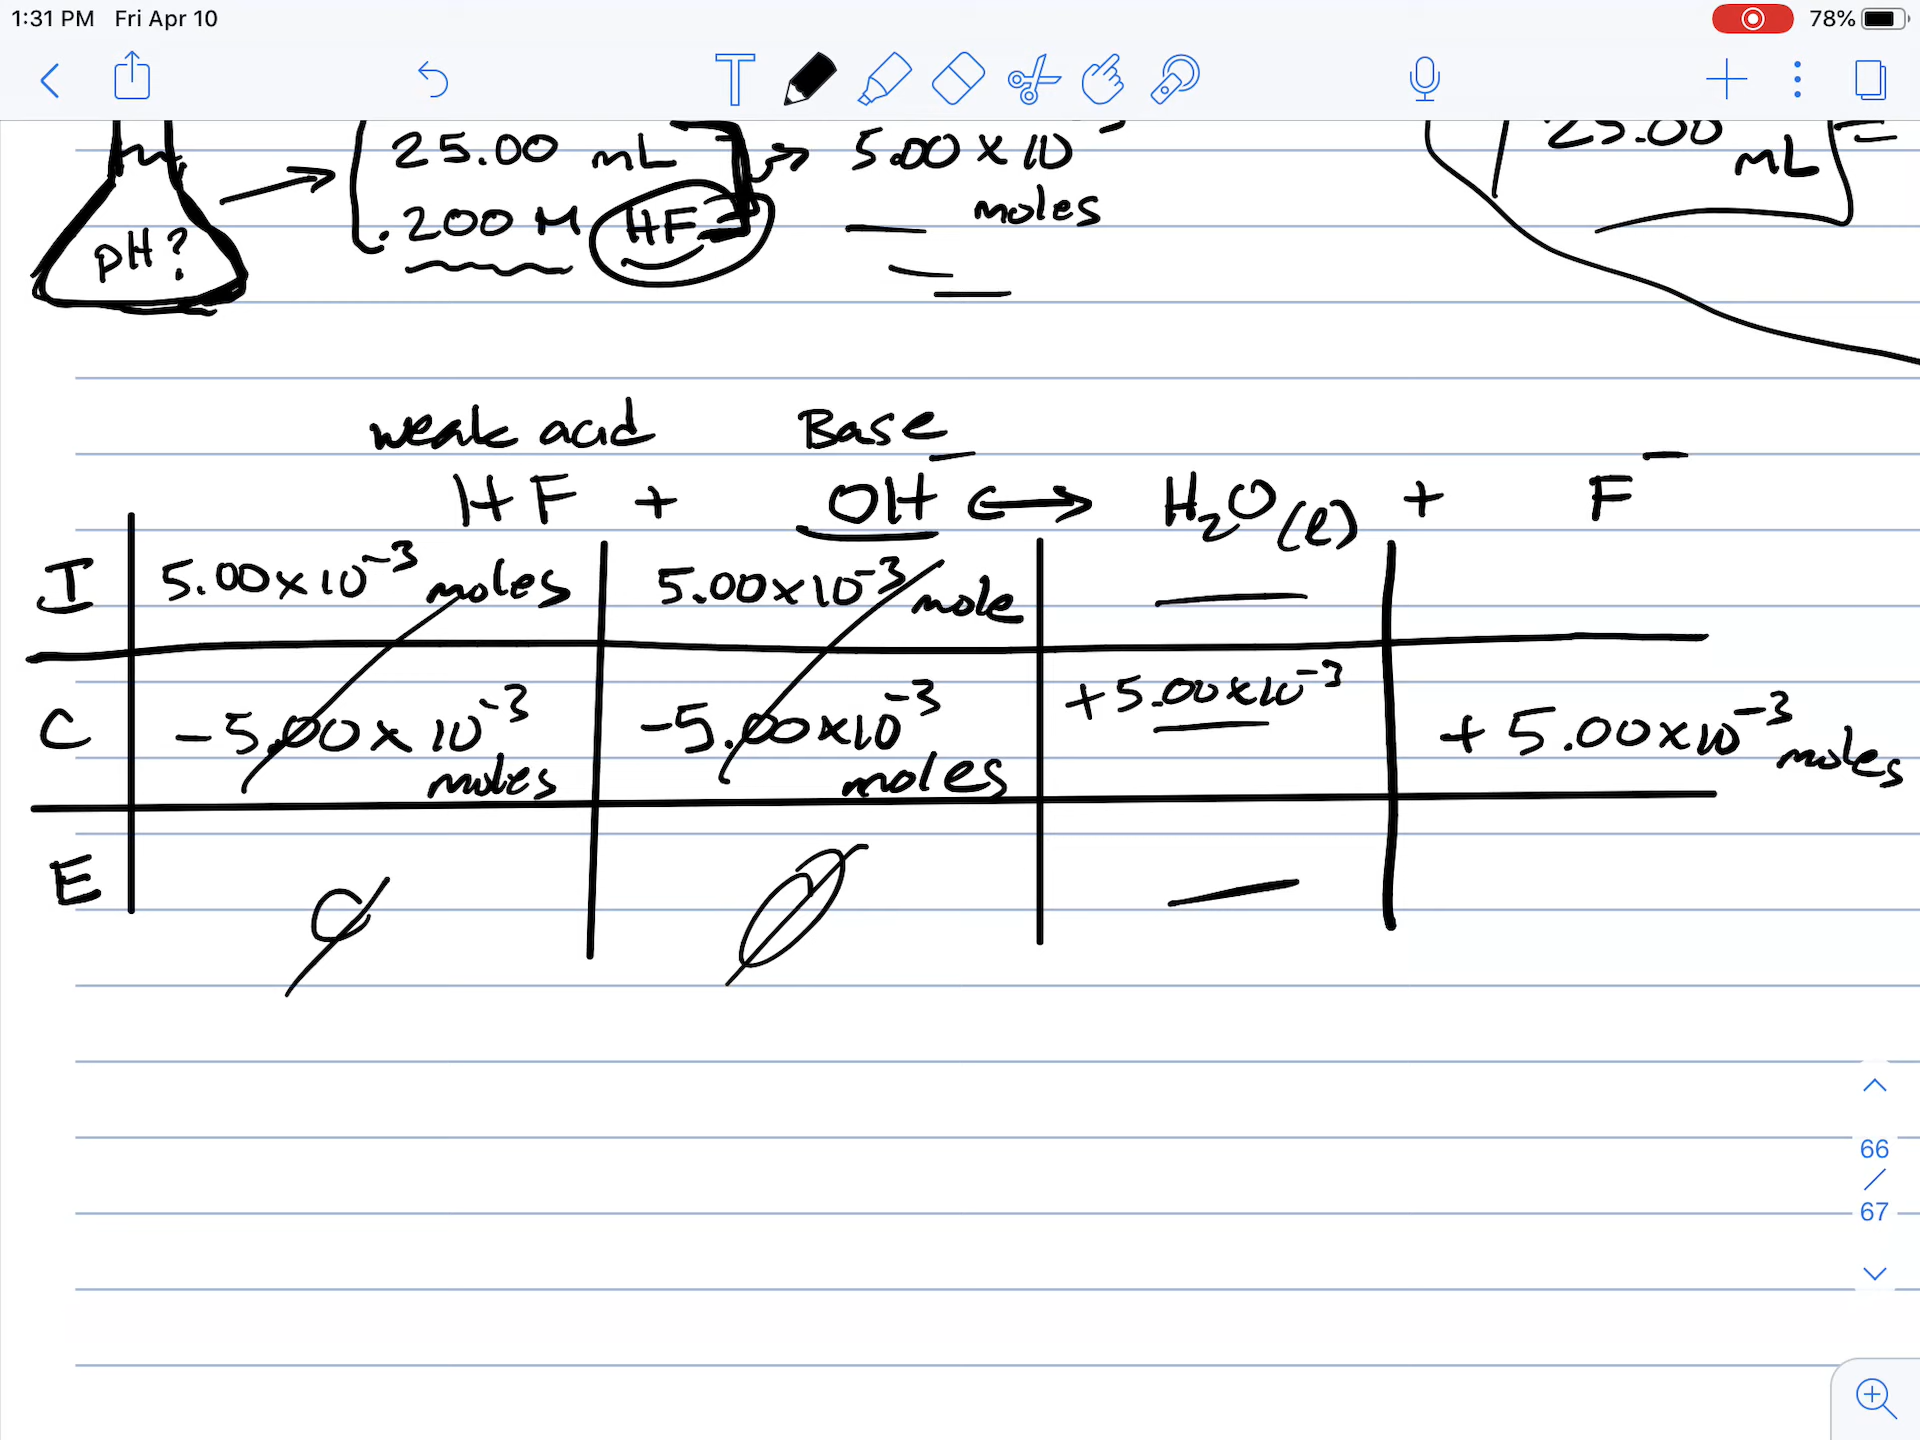 1:31 PM Fri Apr 10 78%
25.00 mL → 5.00 x 10 25.00 mL
.200 M HF moles
pH?
weak acid Base
HF + OH⁻ ⟷ H₂O(l) + F⁻
I 5.00x10⁻³ moles 5.00x10⁻³ mole
C -5.00 x 10⁻³ moles -5.00x10⁻³ moles +5.00x10⁻³ + 5.00x10⁻³ moles
E Ø Ø
66
/
67